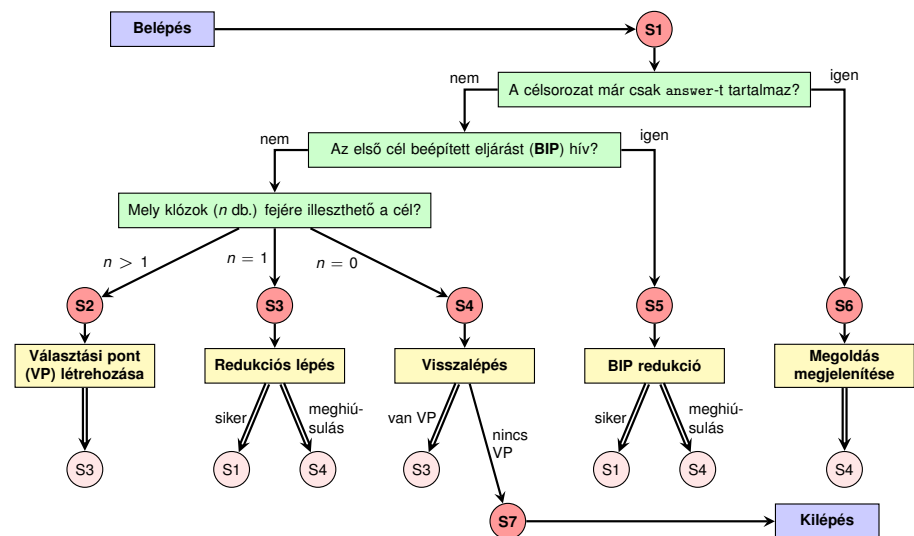 Belépés
S1
nem
igen
A célsorozat már csak answer-t tartalmaz?
nem
igen
Az első cél beépített eljárást (BIP) hív?
Mely klózok (n db.) fejére illeszthető a cél?
n > 1
n = 1
n = 0
S2
S3
S4
S5
S6
Választási pont
(VP) létrehozása
Redukciós lépés
Visszalépés
BIP redukció
Megoldás
megjelenítése
siker
meghiú-
sulás
van VP
nincs
VP
siker
meghiú-
sulás
S3
S1
S4
S3
S1
S4
S4
S7
Kilépés